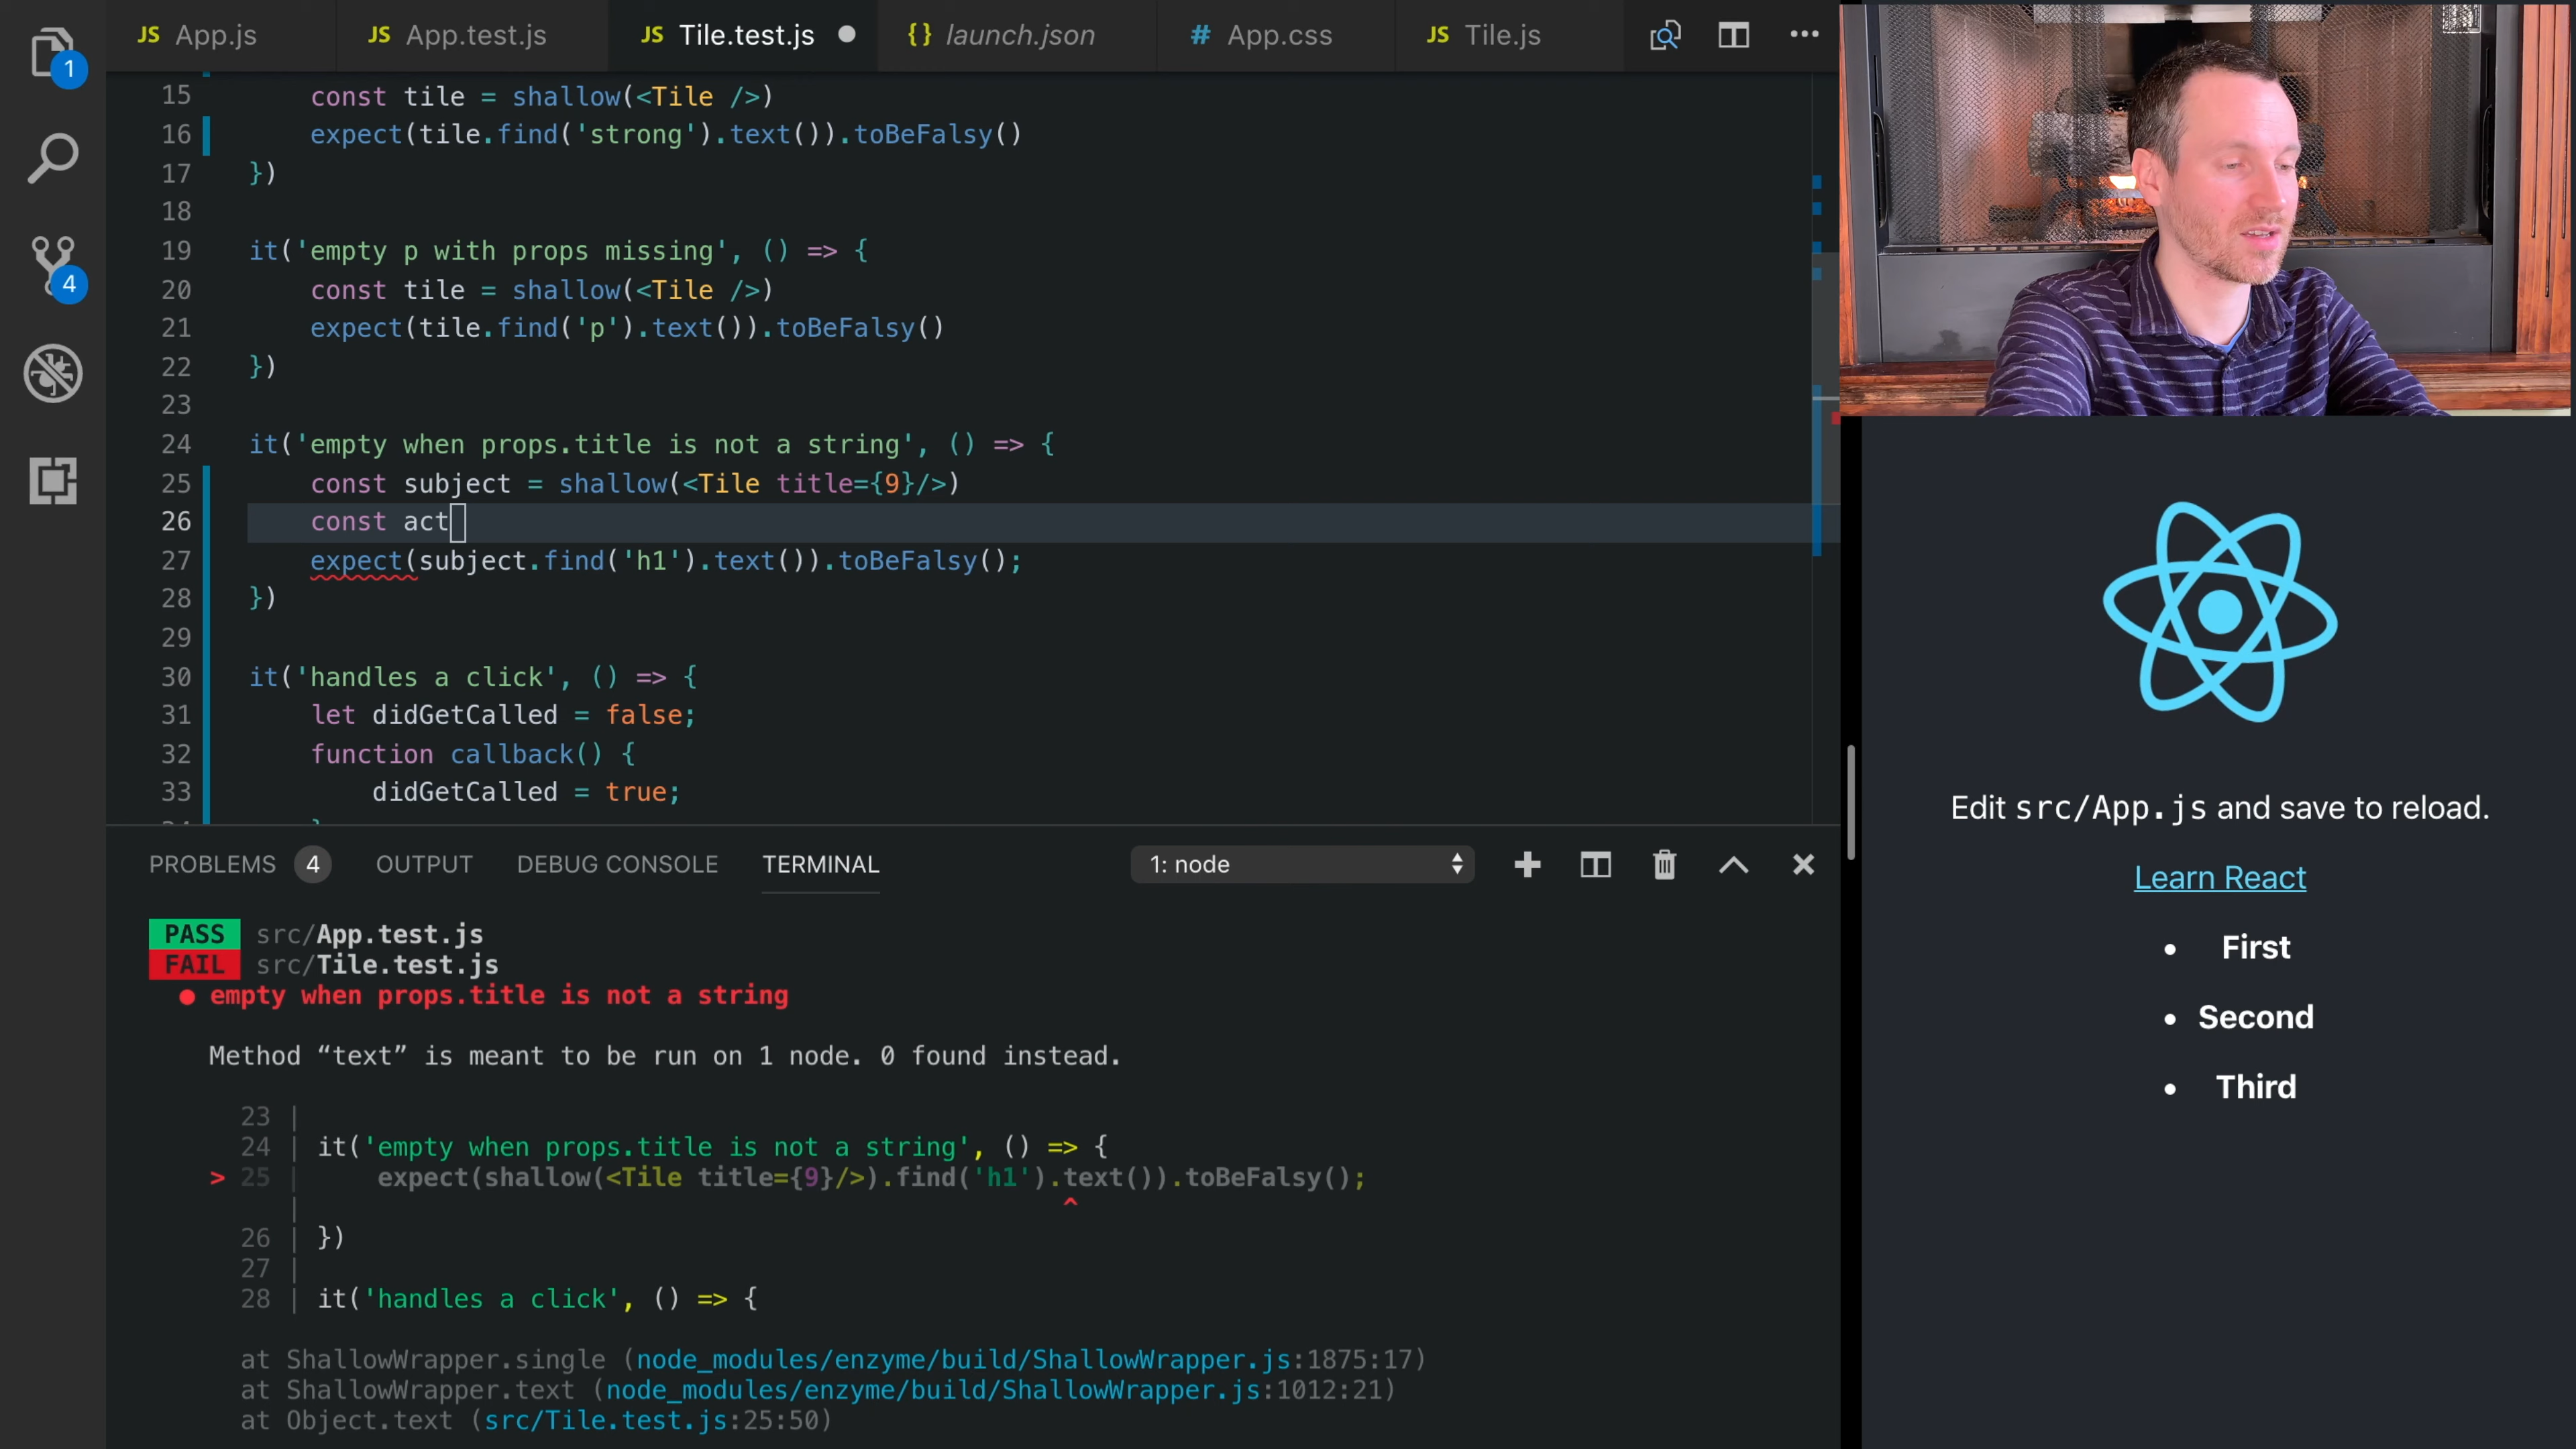 JS App.js JS App.test.js JS Tile.test.js {} launch.json # App.css JS Tile.js
1
4
15 const tile = shallow(<Tile />)
16 expect(tile.find('strong').text()).toBeFalsy()
17 })
18
19 it('empty p with props missing', () => {
20 const tile = shallow(<Tile />)
21 expect(tile.find('p').text()).toBeFalsy()
22 })
23
24 it('empty when props.title is not a string', () => {
25 const subject = shallow(<Tile title={9}/>)
26 const act
27 expect(subject.find('h1').text()).toBeFalsy();
28 })
29
30 it('handles a click', () => {
31 let didGetCalled = false;
32 function callback() {
33 didGetCalled = true;
PROBLEMS 4 OUTPUT DEBUG CONSOLE TERMINAL 1: node
PASS src/App.test.js
FAIL src/Tile.test.js
● empty when props.title is not a string
Method “text” is meant to be run on 1 node. 0 found instead.
23 |
24 | it('empty when props.title is not a string', () => {
> 25 | expect(shallow(<Tile title={9}/>).find('h1').text()).toBeFalsy();
| ^
26 | })
27 |
28 | it('handles a click', () => {
at ShallowWrapper.single (node_modules/enzyme/build/ShallowWrapper.js:1875:17)
at ShallowWrapper.text (node_modules/enzyme/build/ShallowWrapper.js:1012:21)
at Object.text (src/Tile.test.js:25:50)
Edit src/App.js and save to reload.
Learn React
• First
• Second
• Third